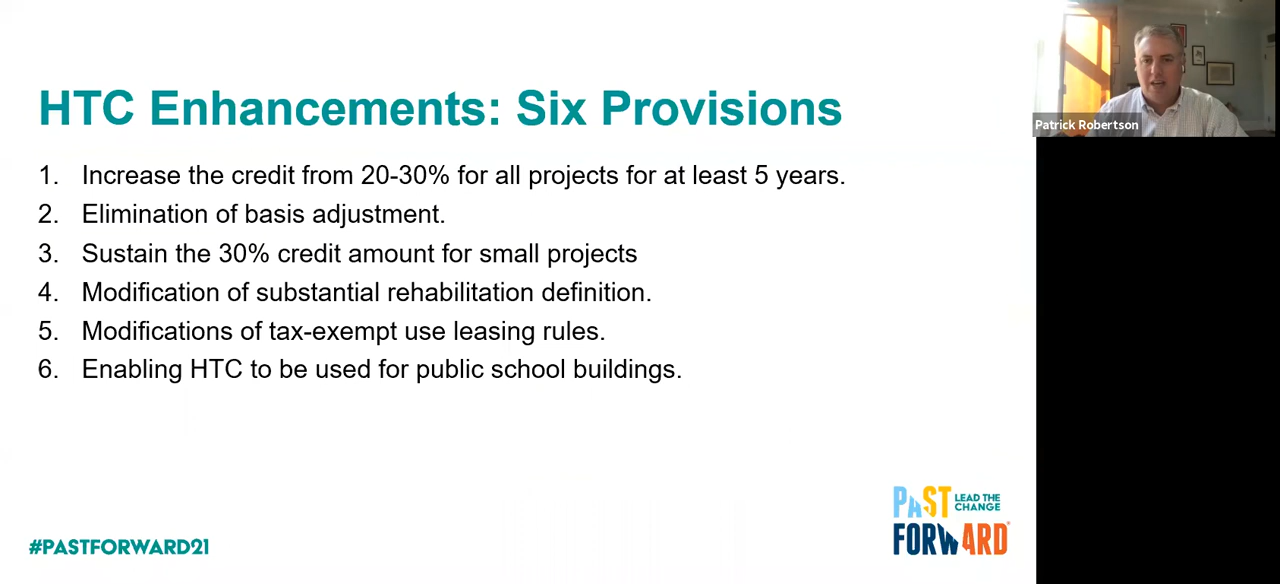 HTC Enhancements: Six Provisions
Patrick Robertson
1. Increase the credit from 20-30% for all projects for at least 5 years.
2. Elimination of basis adjustment.
3. Sustain the 30% credit amount for small projects
4. Modification of substantial rehabilitation definition.
5. Modifications of tax-exempt use leasing rules.
6. Enabling HTC to be used for public school buildings.
PAST LEAD THE
CHANGE
FORWARD®
#PASTFORWARD21